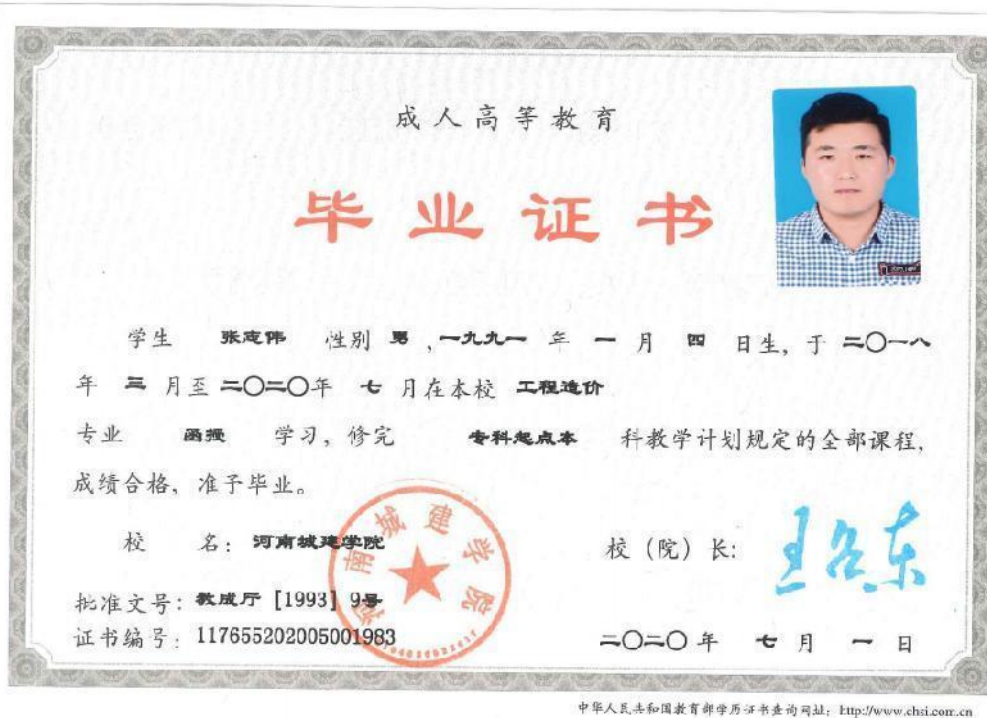 成人高等教育
毕业证书
学生 张志伟 性别 男 ,一九九一 年 一 月 四 日生, 于 二〇一八
年 三 月至 二〇二〇年 七 月在本校 工程造价
专业 函授 学习, 修完 专科起点本 科教学计划规定的全部课程,
成绩合格, 准予毕业。
校 名: 河南城建学院
校(院)长:
河南城建学院
批准文号: 教成厅 [1993] 9号
证书编号: 117655202005001983
二〇二〇 年 七 月 一 日
中华人民共和国教育部学历证书查询网址: http://www.chsi.com.cn